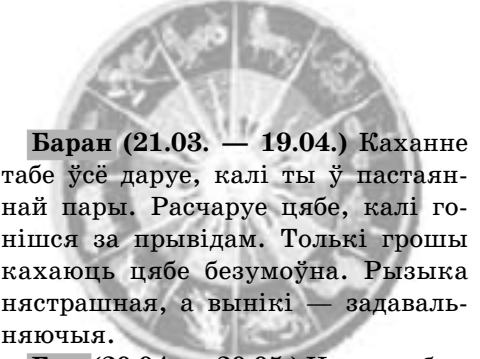 Баран (21.03. — 19.04.) Каханне
табе ўсё даруе, калі ты ў пастаян-
най пары. Расчаруе цябе, калі го-
нішся за прывідам. Толькі грошы
кахаюць цябе безумоўна. Рызыка
нястрашная, а вынікі — задаваль-
няючыя.